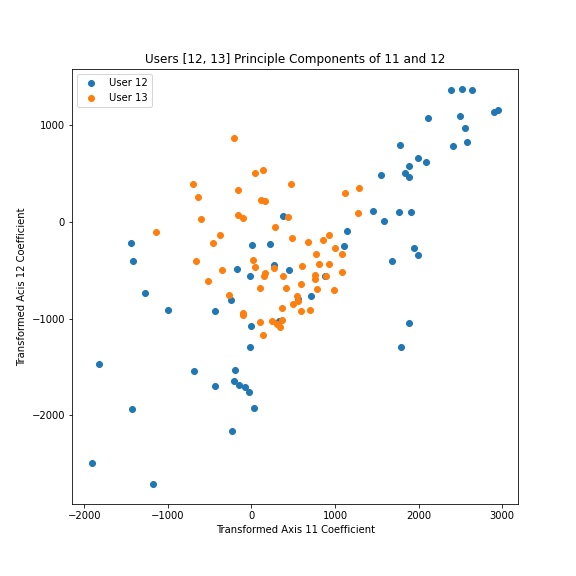 Users [12, 13] Principle Components of 11 and 12
User 12
User 13
1000
0
−1000
−2000
Transformed Acis 12 Coefficient
−2000 −1000 0 1000 2000 3000
Transformed Axis 11 Coefficient